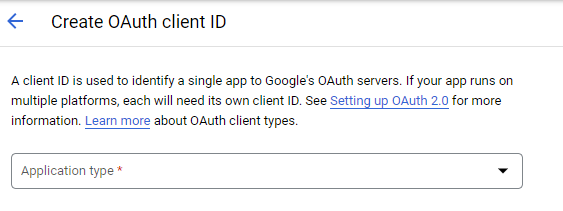 Create OAuth client ID
A client ID is used to identify a single app to Google's OAuth servers. If your app runs on
multiple platforms, each will need its own client ID. See Setting up OAuth 2.0 for more
information. Learn more about OAuth client types.
Application type *